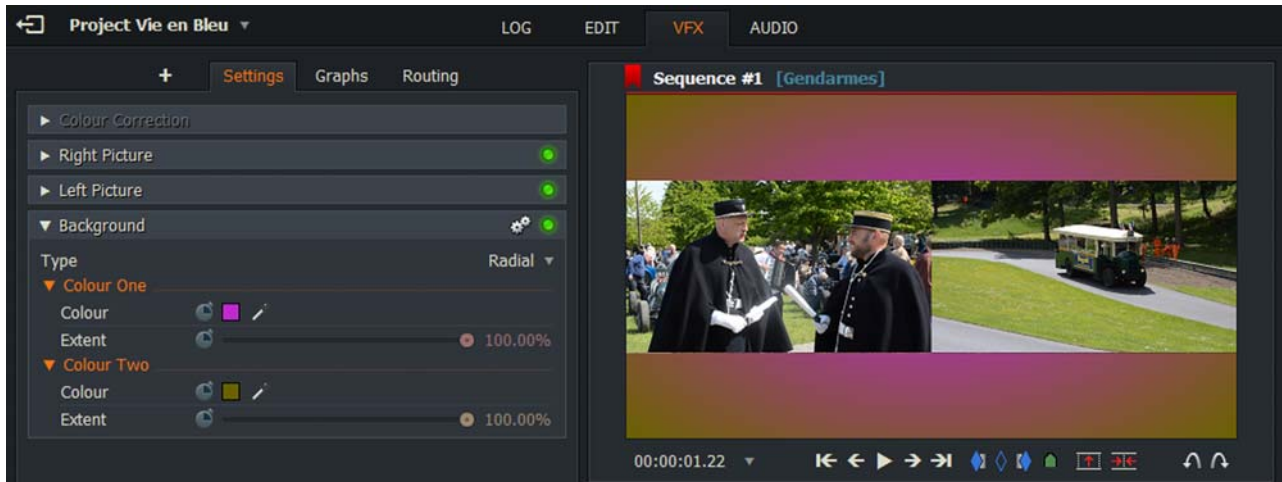 Project Vie en Bleu
LOG
EDIT
VFX
AUDIO
+ Settings Graphs Routing
Sequence #1 [Gendarmes]
Colour Correction
Right Picture
Left Picture
Background
Type Radial
Colour One
Colour
Extent 100.00%
Colour Two
Colour
Extent 100.00%
00:00:01.22